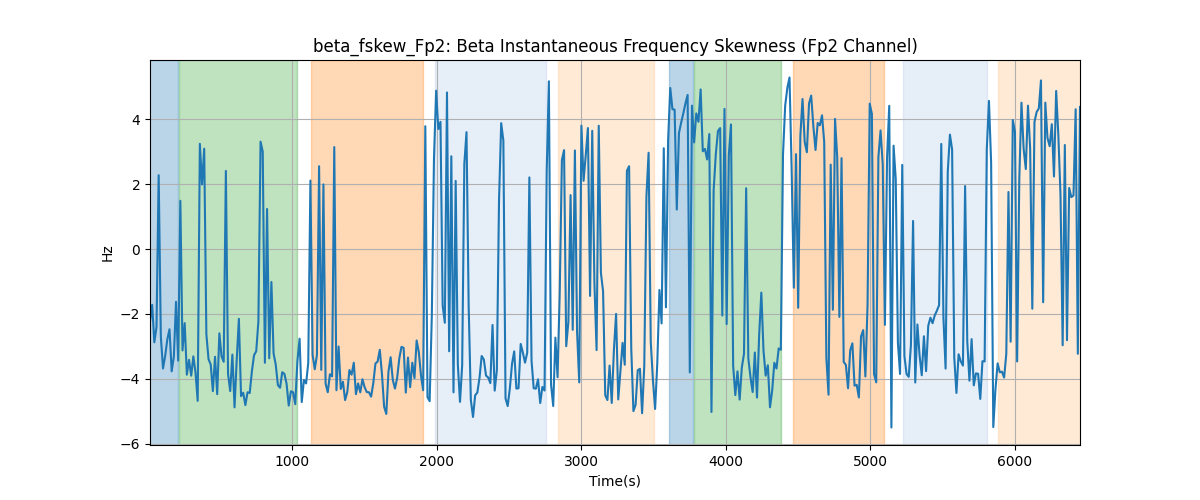 beta_fskew_Fp2: Beta Instantaneous Frequency Skewness (Fp2 Channel)
Hz
4
2
0
−2
−4
−6
1000 2000 3000 4000 5000 6000
Time(s)